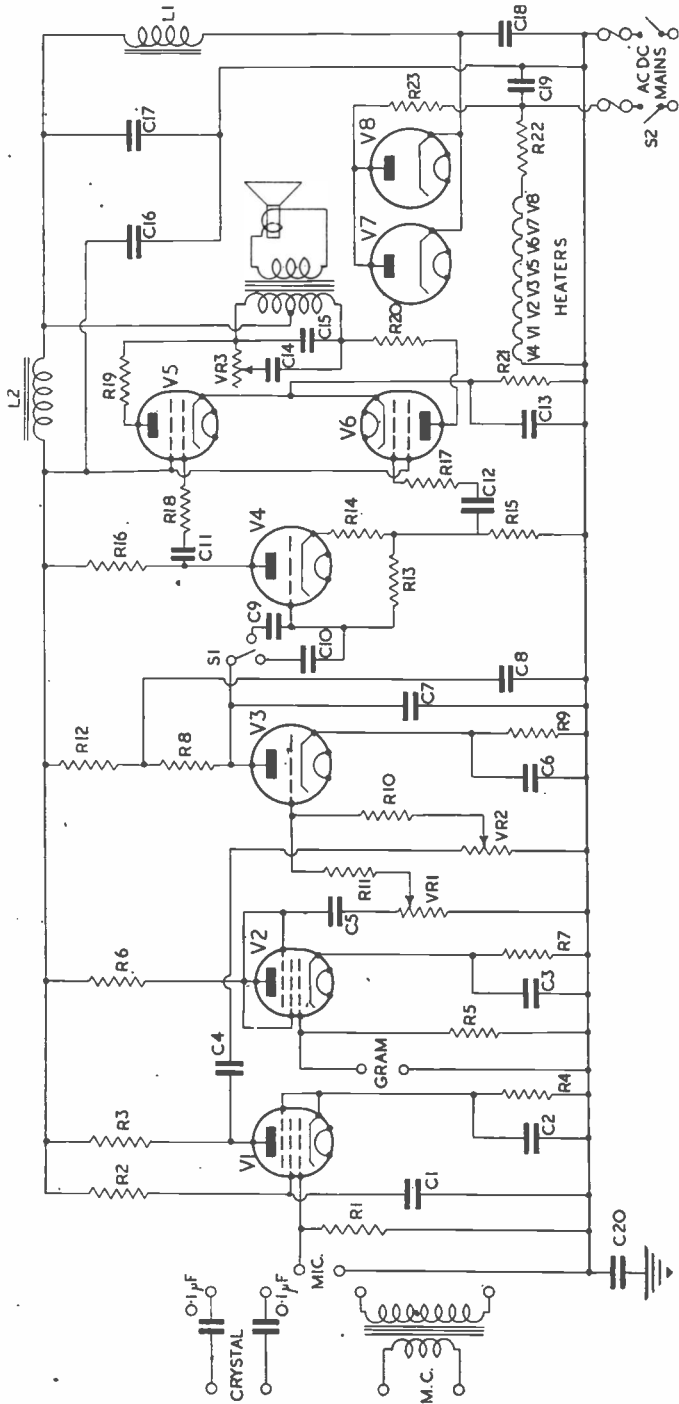 L2
L1
R2
R3
R6
R12
R16
R19
C17
C16
C4
R8
S1
C9
C10
C11
R18
V5
VR3
C14
C15
R23
CRYSTAL
0·1μF
0·1μF
V1
V2
V3
V4
V6
V7
V8
C5
R11
VR1
R10
VR2
R14
R13
R17
C12
R20
MIC.
R1
C1
GRAM
R5
C7
C8
R15
R21
C13
M.C.
C2
R4
C3
R7
C6
R9
V4 V1 V2 V3 V5 V6 V7 V8
HEATERS
R22
C19
C18
S2
AC DC
MAINS
C20